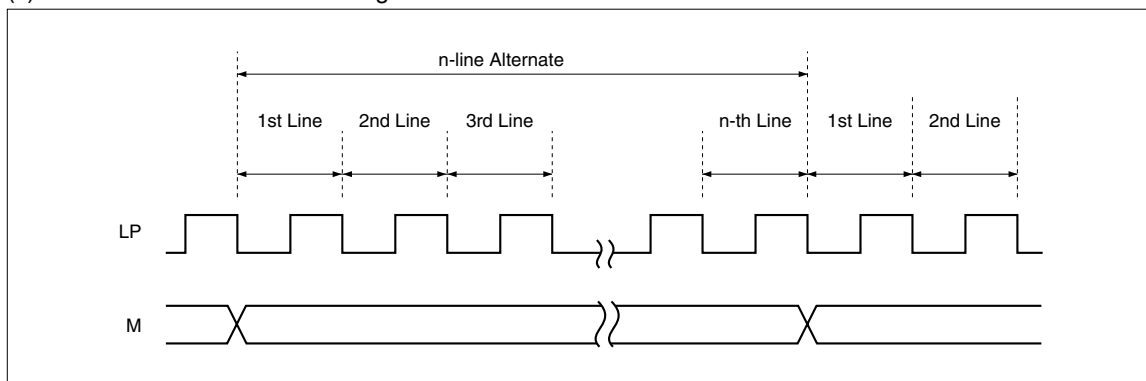 n-line Alternate
1st Line 2nd Line 3rd Line n-th Line 1st Line 2nd Line
LP
M